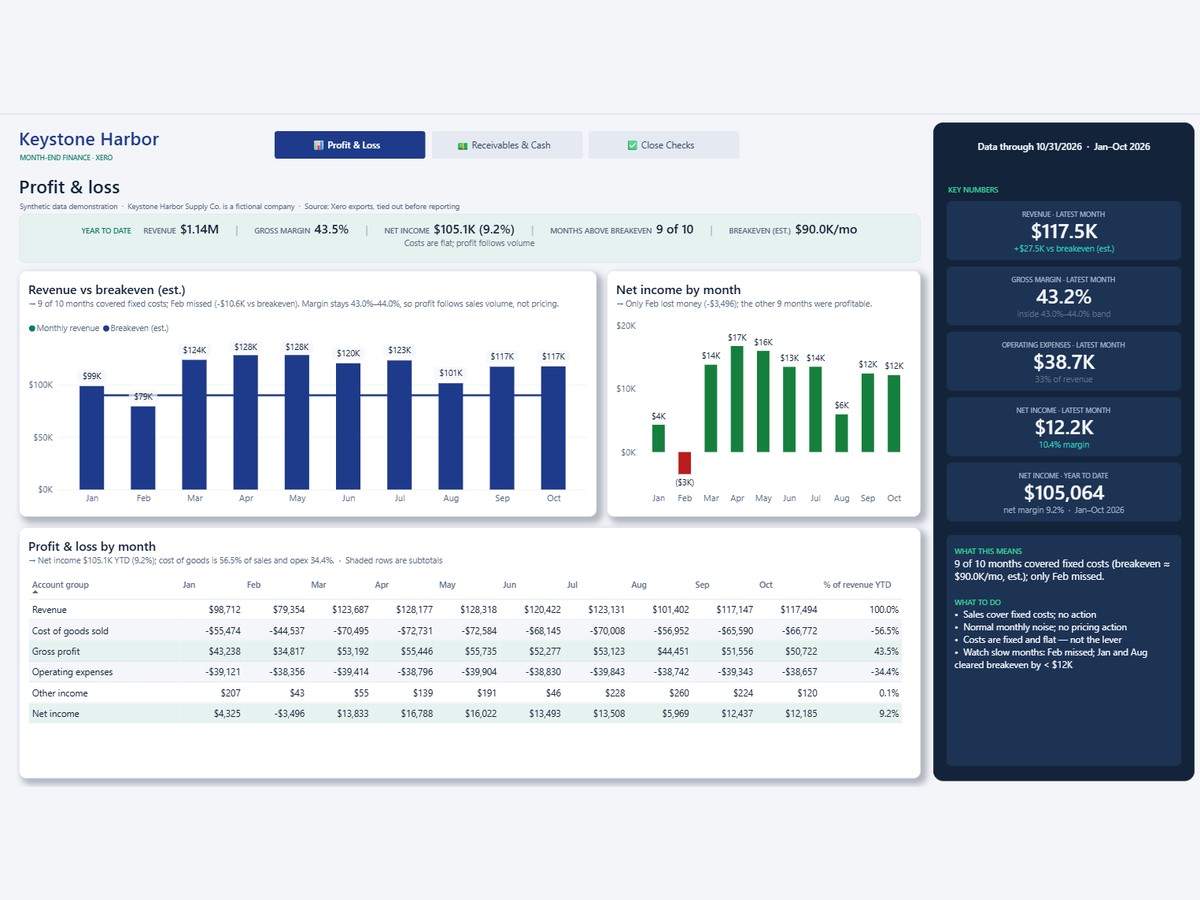 Keystone Harbor
MONTH-END FINANCE · XERO
📊 Profit & Loss
💵 Receivables & Cash
✅ Close Checks
Profit & loss
Synthetic data demonstration · Keystone Harbor Supply Co. is a fictional company · Source: Xero exports, tied out before reporting
YEAR TO DATE REVENUE $1.14M | GROSS MARGIN 43.5% | NET INCOME $105.1K (9.2%) | MONTHS ABOVE BREAKEVEN 9 of 10 | BREAKEVEN (EST.) $90.0K/mo
Costs are flat; profit follows volume
Revenue vs breakeven (est.)
→ 9 of 10 months covered fixed costs; Feb missed (-$10.6K vs breakeven). Margin stays 43.0%–44.0%, so profit follows sales volume, not pricing.
Monthly revenue Breakeven (est.)
$100K
$50K
$0K
$99K $79K $124K $128K $128K $120K $123K $101K $117K $117K
Jan Feb Mar Apr May Jun Jul Aug Sep Oct
Net income by month
→ Only Feb lost money (-$3,496); the other 9 months were profitable.
$20K
$10K
$0K
$4K ($3K) $14K $17K $16K $13K $14K $6K $12K $12K
Jan Feb Mar Apr May Jun Jul Aug Sep Oct
Profit & loss by month
→ Net income $105.1K YTD (9.2%); cost of goods is 56.5% of sales and opex 34.4%. · Shaded rows are subtotals
Account group Jan Feb Mar Apr May Jun Jul Aug Sep Oct % of revenue YTD
Revenue $98,712 $79,354 $123,687 $128,177 $128,318 $120,422 $123,131 $101,402 $117,147 $117,494 100.0%
Cost of goods sold -$55,474 -$44,537 -$70,495 -$72,731 -$72,584 -$68,145 -$70,008 -$56,952 -$65,590 -$66,772 -56.5%
Gross profit $43,238 $34,817 $53,192 $55,446 $55,735 $52,277 $53,123 $44,451 $51,556 $50,722 43.5%
Operating expenses -$39,121 -$38,356 -$39,414 -$38,796 -$39,904 -$38,830 -$39,843 -$38,742 -$39,343 -$38,657 -34.4%
Other income $207 $43 $55 $139 $191 $46 $228 $260 $224 $120 0.1%
Net income $4,325 -$3,496 $13,833 $16,788 $16,022 $13,493 $13,508 $5,969 $12,437 $12,185 9.2%
Data through 10/31/2026 · Jan–Oct 2026
KEY NUMBERS
REVENUE · LATEST MONTH
$117.5K
+$27.5K vs breakeven (est.)
GROSS MARGIN · LATEST MONTH
43.2%
inside 43.0%–44.0% band
OPERATING EXPENSES · LATEST MONTH
$38.7K
33% of revenue
NET INCOME · LATEST MONTH
$12.2K
10.4% margin
NET INCOME · YEAR TO DATE
$105,064
net margin 9.2% · Jan–Oct 2026
WHAT THIS MEANS
9 of 10 months covered fixed costs (breakeven ≈
$90.0K/mo, est.); only Feb missed.
WHAT TO DO
• Sales cover fixed costs; no action
• Normal monthly noise; no pricing action
• Costs are fixed and flat — not the lever
• Watch slow months: Feb missed; Jan and Aug
cleared breakeven by < $12K